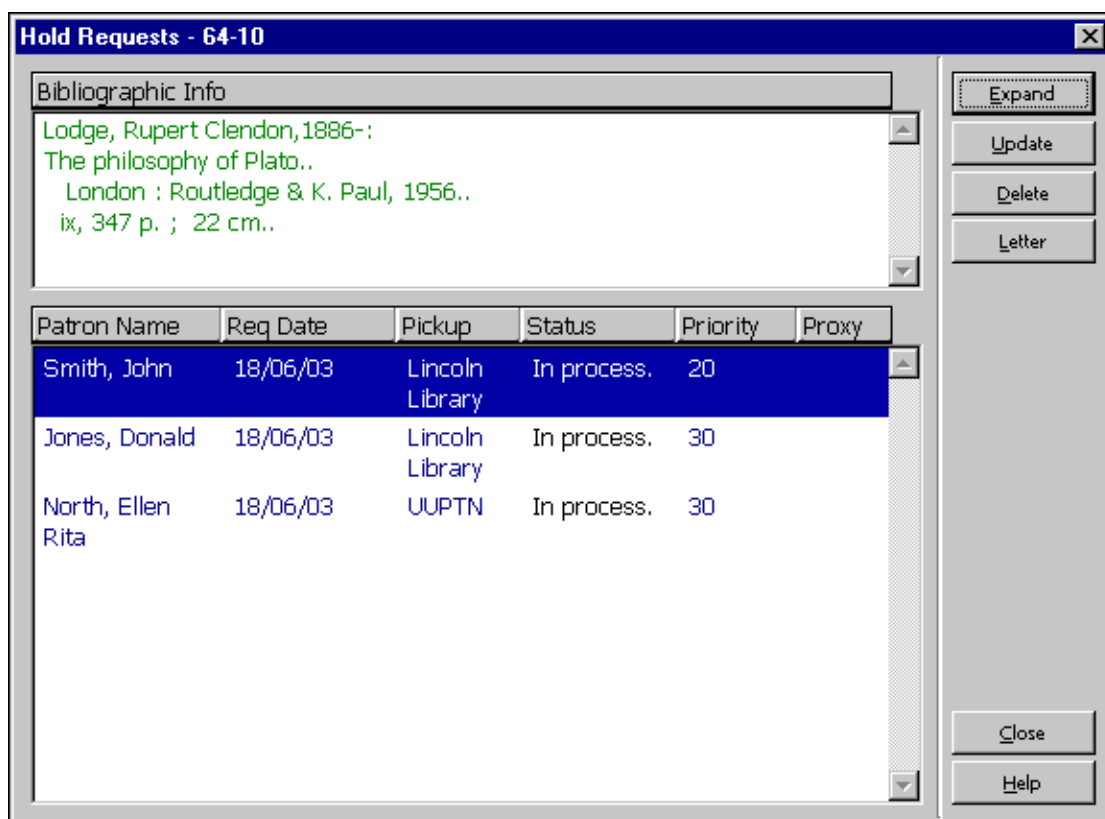 Hold Requests - 64-10
Bibliographic Info
Lodge, Rupert Clendon,1886-:
The philosophy of Plato..
London : Routledge & K. Paul, 1956..
ix, 347 p. ; 22 cm..
Patron Name Req Date Pickup Status Priority Proxy
Smith, John 18/06/03 Lincoln In process. 20
Library
Jones, Donald 18/06/03 Lincoln In process. 30
Library
North, Ellen 18/06/03 UUPTN In process. 30
Rita
Expand
Update
Delete
Letter
Close
Help